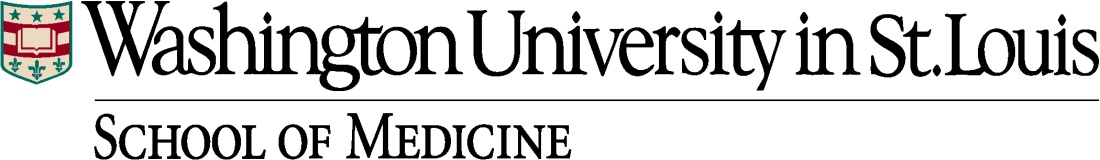 Washington University in St. Louis
SCHOOL OF MEDICINE